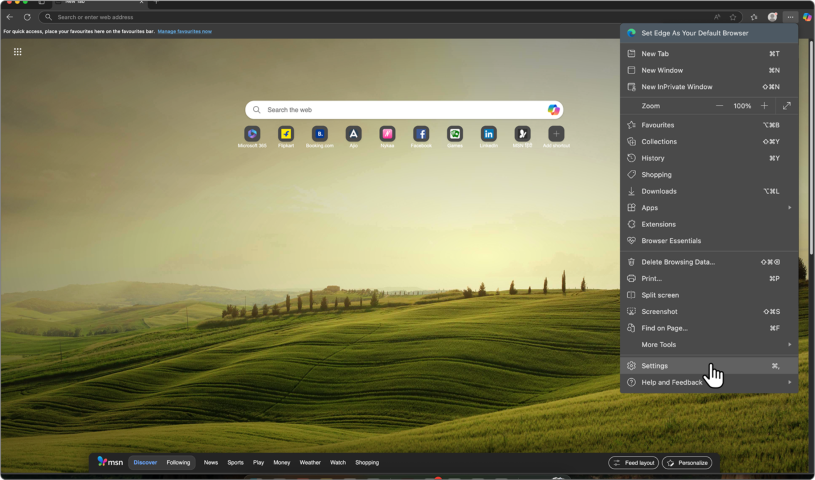 New Tab
Search or enter web address
For quick access, place your favourites here on the favourites bar. Manage favourites now
Search the web
Microsoft 365 Flipkart Booking.com Ajio Nykaa Facebook Games LinkedIn MSN हिंदी Add shortcut
Set Edge As Your Default Browser
New Tab ⌘T
New Window ⌘N
New InPrivate Window ⇧⌘N
Zoom — 100% +
Favourites ⌥⌘B
Collections ⇧⌘Y
History ⌘Y
Shopping
Downloads ⌥⌘L
Apps
Extensions
Browser Essentials
Delete Browsing Data... ⇧⌘⌫
Print... ⌘P
Split screen
Screenshot ⇧⌘S
Find on Page... ⌘F
More Tools
Settings ⌘,
Help and Feedback
msn Discover Following News Sports Play Money Weather Watch Shopping Feed layout Personalize